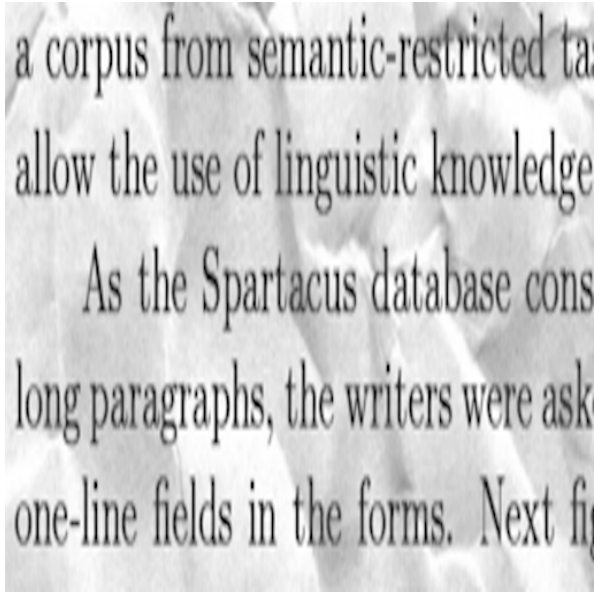 a corpus from semantic-restricted
allow the use of linguistic knowledge
As the Spartacus database
long paragraphs, the writers were
one-line fields in the forms. Next